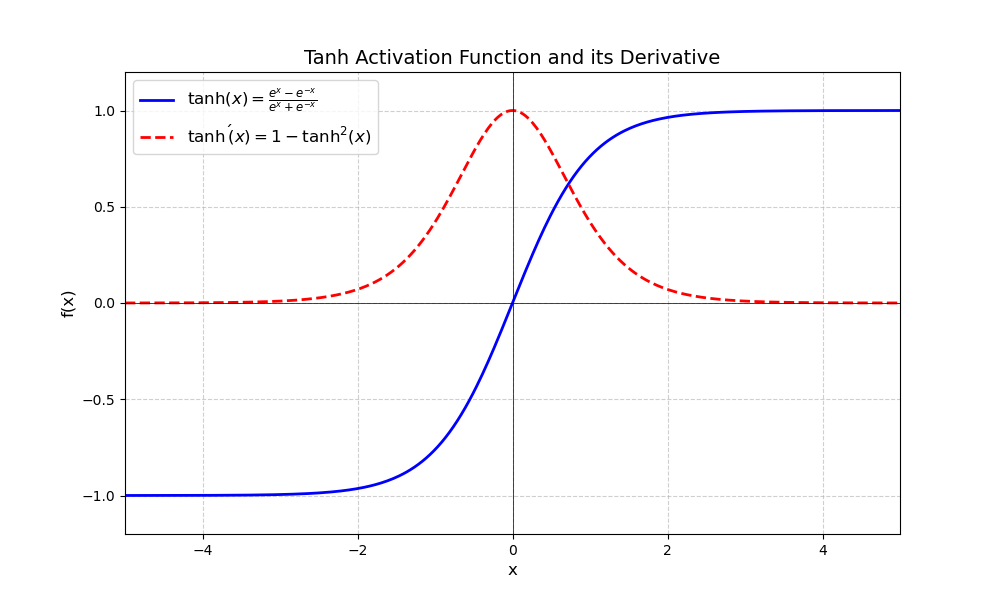 Tanh Activation Function and its Derivative
tanh(x) = \frac{e^x − e^{−x}}{e^x + e^{−x}}
tanh´(x) = 1 − tanh²(x)
1.0
0.5
0.0
−0.5
−1.0
f(x)
−4 −2 0 2 4
x